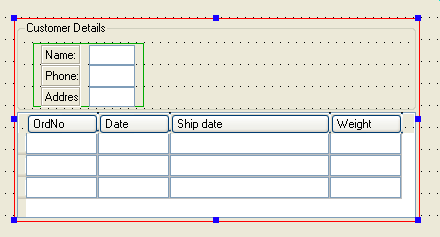 Customer Details
Name:
Phone:
Addres
OrdNo Date Ship date Weight